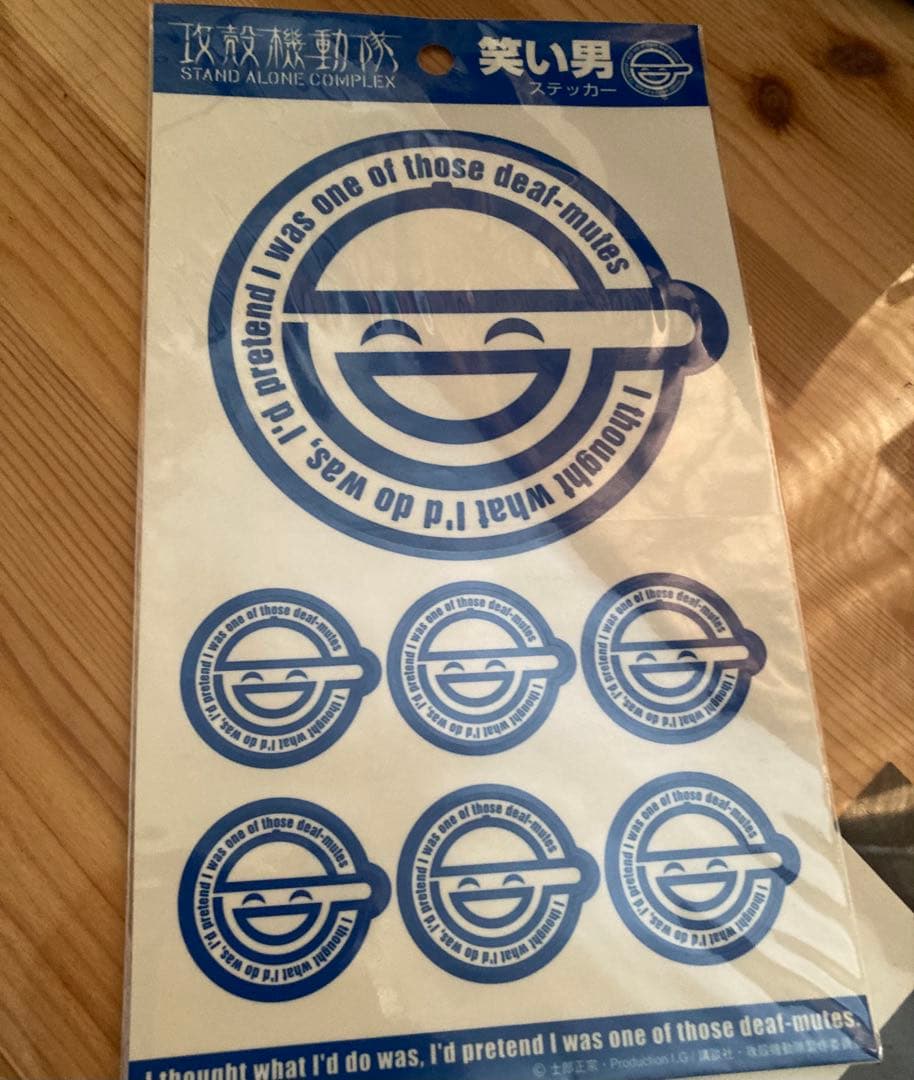 攻殻機動隊
STAND ALONE COMPLEX
笑い男
ステッカー
I thought what I'd do was, I'd pretend I was one of those deaf-mutes
I thought what I'd do was, I'd pretend I was one of those deaf-mutes
I thought what I'd do was, I'd pretend I was one of those deaf-mutes
I thought what I'd do was, I'd pretend I was one of those deaf-mutes
I thought what I'd do was, I'd pretend I was one of those deaf-mutes
I thought what I'd do was, I'd pretend I was one of those deaf-mutes
I thought what I'd do was, I'd pretend I was one of those deaf-mutes
I thought what I'd do was, I'd pretend I was one of those deaf-mutes.
© 士郎正宗・Production I.G / 講談社・攻殻機動隊製作委員